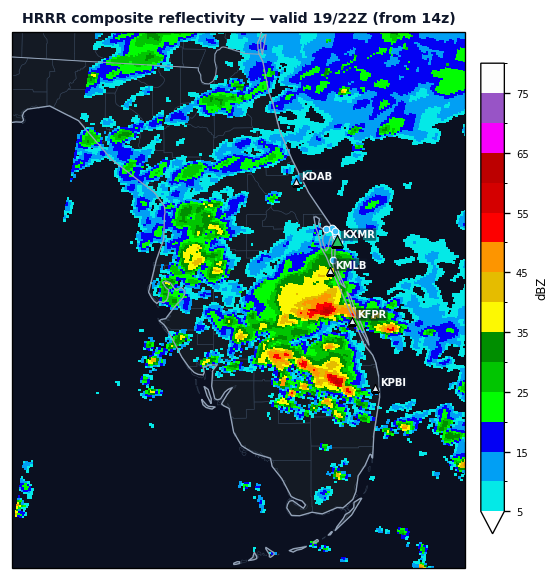 HRRR composite reflectivity — valid 19/22Z (from 14z)
KDAB
KXMR
KMLB
KFPR
KPBI
75
65
55
45
35
25
15
5
dBZ